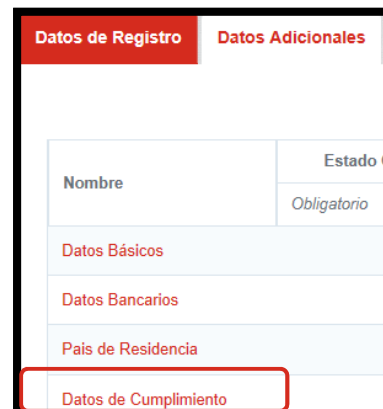 Datos de Registro Datos Adicionales
Estado
Nombre
Obligatorio
Datos Básicos
Datos Bancarios
Pais de Residencia
Datos de Cumplimiento